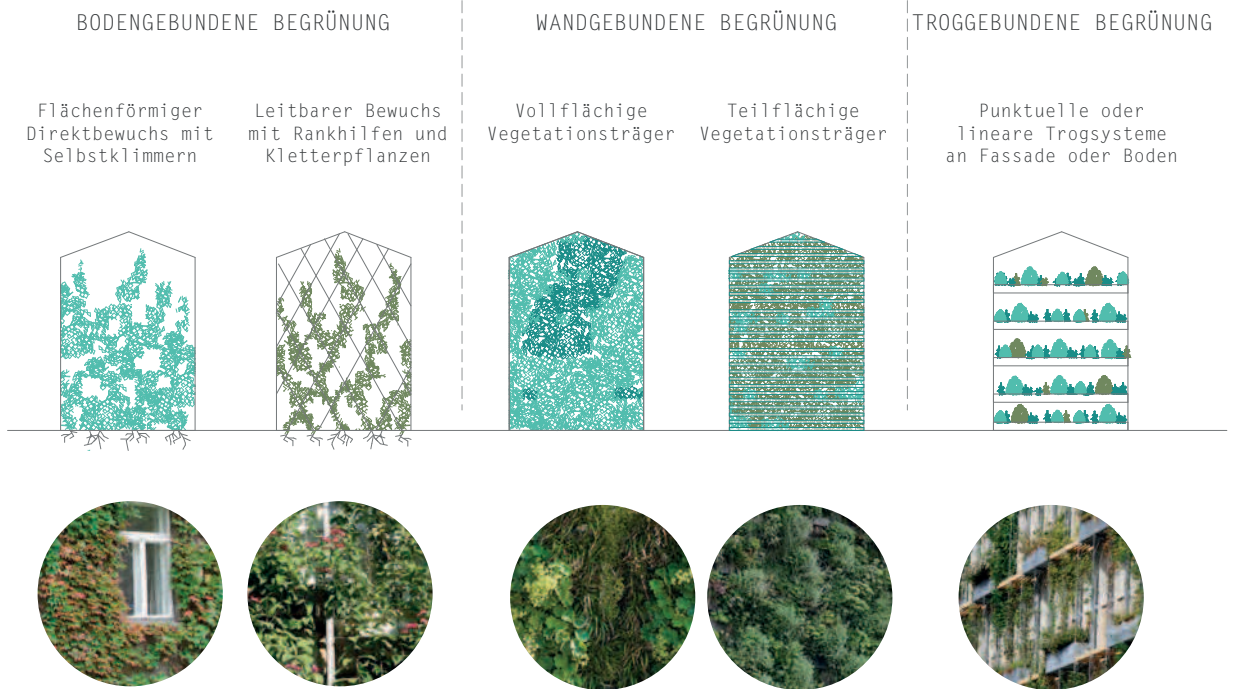 BODENGEBUNDENE BEGRÜNUNG
WANDGEBUNDENE BEGRÜNUNG
TROGGEBUNDENE BEGRÜNUNG
Flächenförmiger
Direktbewuchs mit
Selbstklimmern
Leitbarer Bewuchs
mit Rankhilfen und
Kletterpflanzen
Vollflächige
Vegetationsträger
Teilflächige
Vegetationsträger
Punktuelle oder
lineare Trogsysteme
an Fassade oder Boden